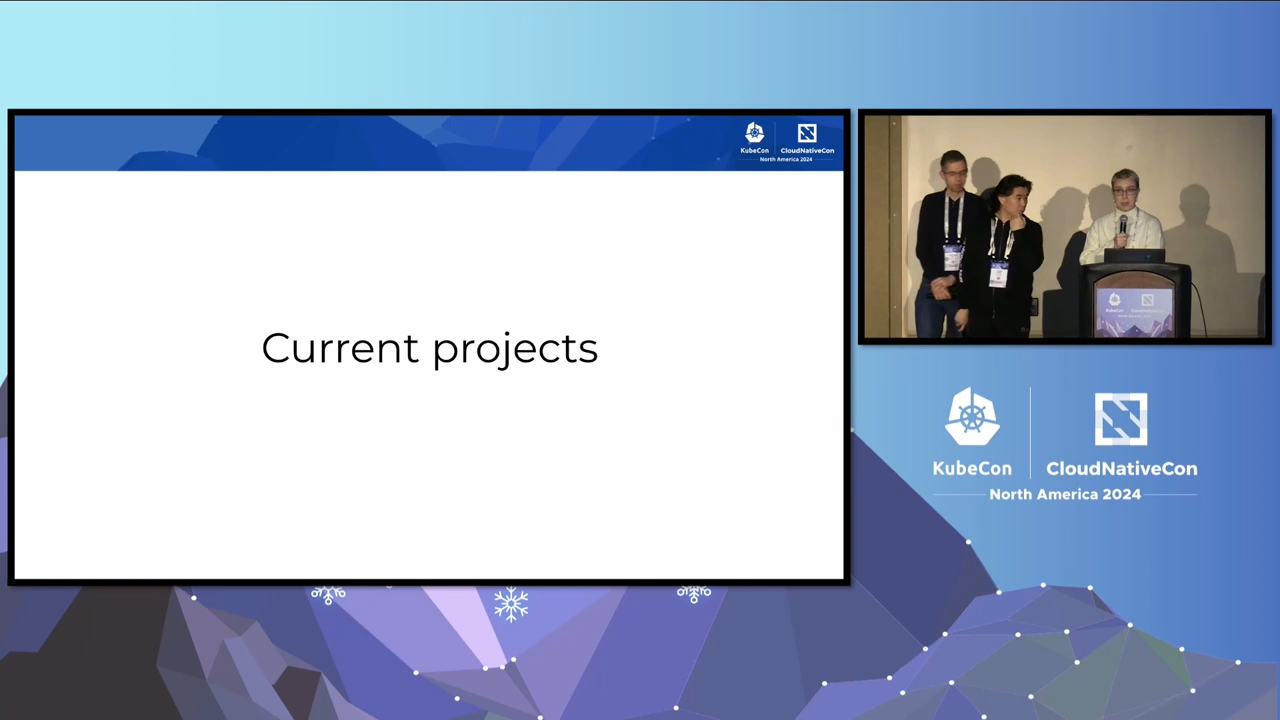 KubeCon
CloudNativeCon
North America 2024
Current projects
KubeCon
CloudNativeCon
North America 2024